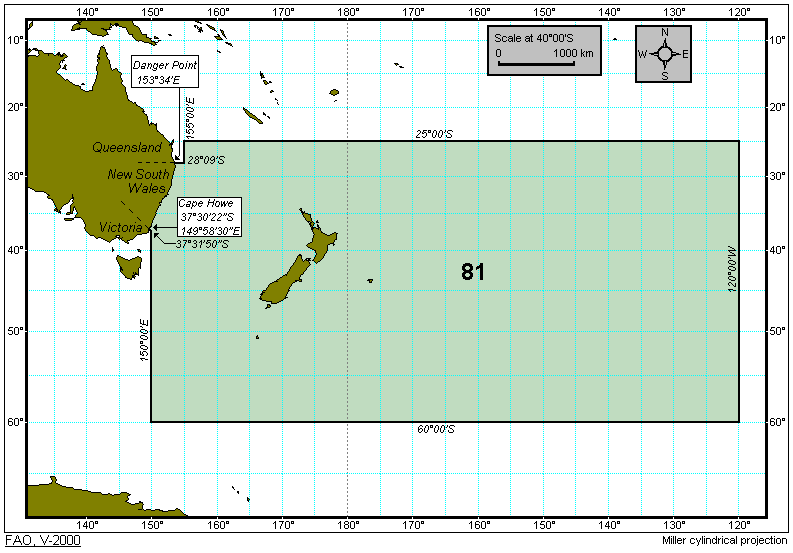 140° 150° 160° 170° 180° 170° 160° 150° 140° 130° 120°
10° 10°
Scale at 40°00'S
0 1000 km
N
W E
S
Danger Point
153°34'E
155°00'E
20° 20°
25°00'S
Queensland
28°09'S
30° 30°
New South
Wales
Cape Howe
37°30'22"S
149°58'30"E
Victoria
37°31'50"S
40° 40°
81
120°00'W
50° 50°
150°00'E
60° 60°
60°00'S
140° 150° 160° 170° 180° 170° 160° 150° 140° 130° 120°
FAO, V-2000
Miller cylindrical projection